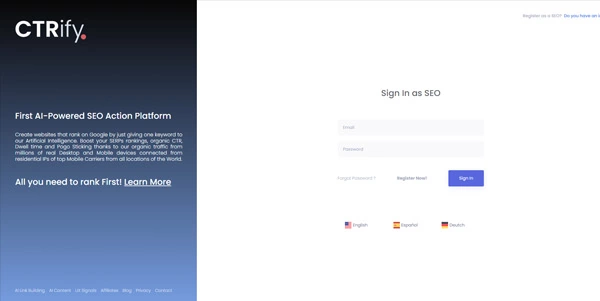 CTRify
Register as a SEO? Do you have an
Sign In as SEO
First AI-Powered SEO Action Platform
Create websites that rank on Google by just giving one keyword to
our Artificial Intelligence. Boost your SERPs rankings, organic CTR,
Dwell time and Pogo Sticking thanks to our organic traffic from
millions of real Desktop and Mobile devices connected from
residential IPs of top Mobile Carriers from all locations of the World.
All you need to rank First! Learn More
Email
Password
Forgot Password ? Register Now! Sign In
English Español Deutch
AI Link Building AI Content UX Signals Affiliates Blog Privacy Contact